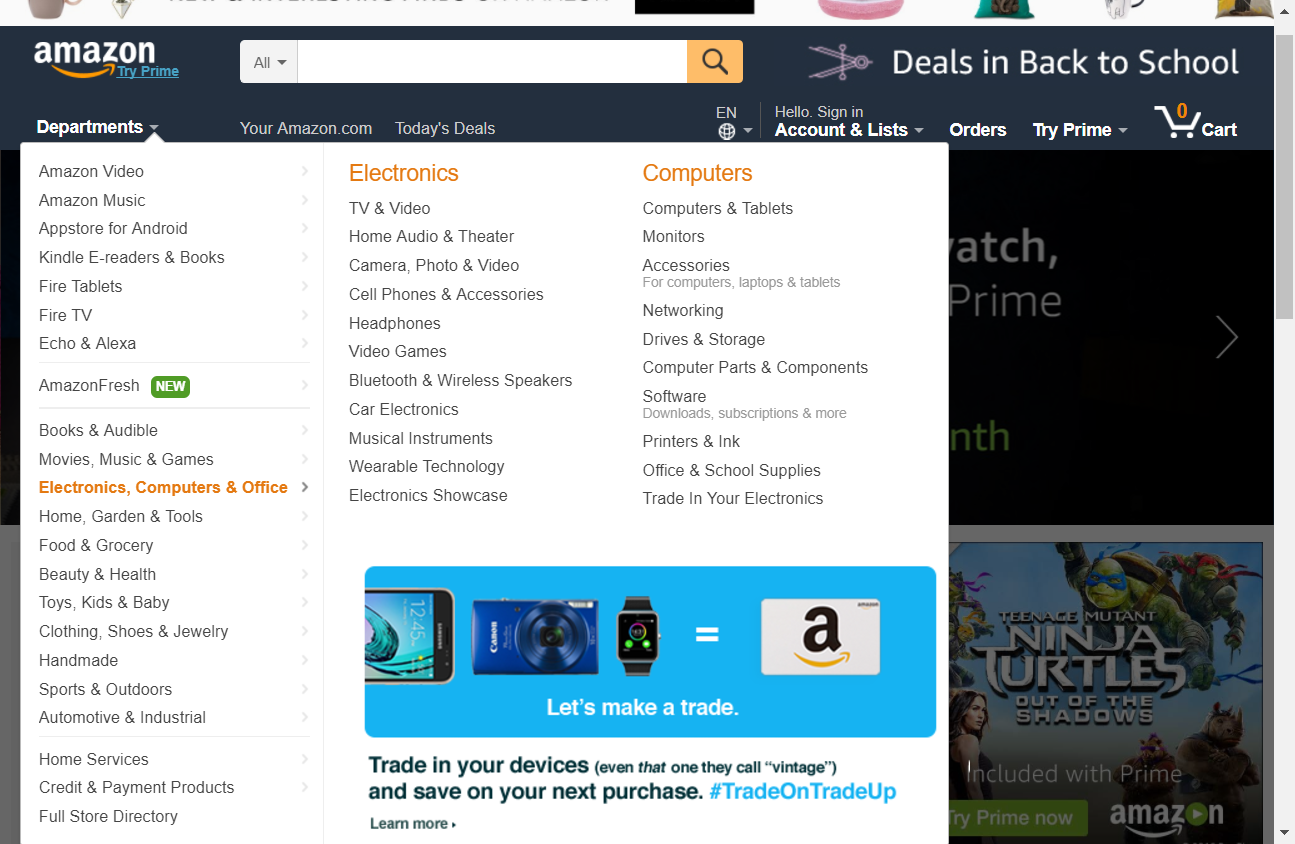 amazon
Try Prime
All
Deals in Back to School
Departments
Your Amazon.com
Today's Deals
EN
Hello. Sign in
Account & Lists
Orders
Try Prime
0
Cart
Amazon Video
Amazon Music
Appstore for Android
Kindle E-readers & Books
Fire Tablets
Fire TV
Echo & Alexa
AmazonFresh NEW
Books & Audible
Movies, Music & Games
Electronics, Computers & Office
Home, Garden & Tools
Food & Grocery
Beauty & Health
Toys, Kids & Baby
Clothing, Shoes & Jewelry
Handmade
Sports & Outdoors
Automotive & Industrial
Home Services
Credit & Payment Products
Full Store Directory
Electronics
TV & Video
Home Audio & Theater
Camera, Photo & Video
Cell Phones & Accessories
Headphones
Video Games
Bluetooth & Wireless Speakers
Car Electronics
Musical Instruments
Wearable Technology
Electronics Showcase
Computers
Computers & Tablets
Monitors
Accessories
For computers, laptops & tablets
Networking
Drives & Storage
Computer Parts & Components
Software
Downloads, subscriptions & more
Printers & Ink
Office & School Supplies
Trade In Your Electronics
12:45
SAMSUNG
Canon
amazon
a
=
Let's make a trade.
Trade in your devices (even that one they call "vintage")
and save on your next purchase. #TradeOnTradeUp
Learn more
atch,
Prime
nth
TEENAGE MUTANT
NINJA
TURTLES
OUT OF THE
SHADOWS
Included with Prime
Try Prime now
amazon